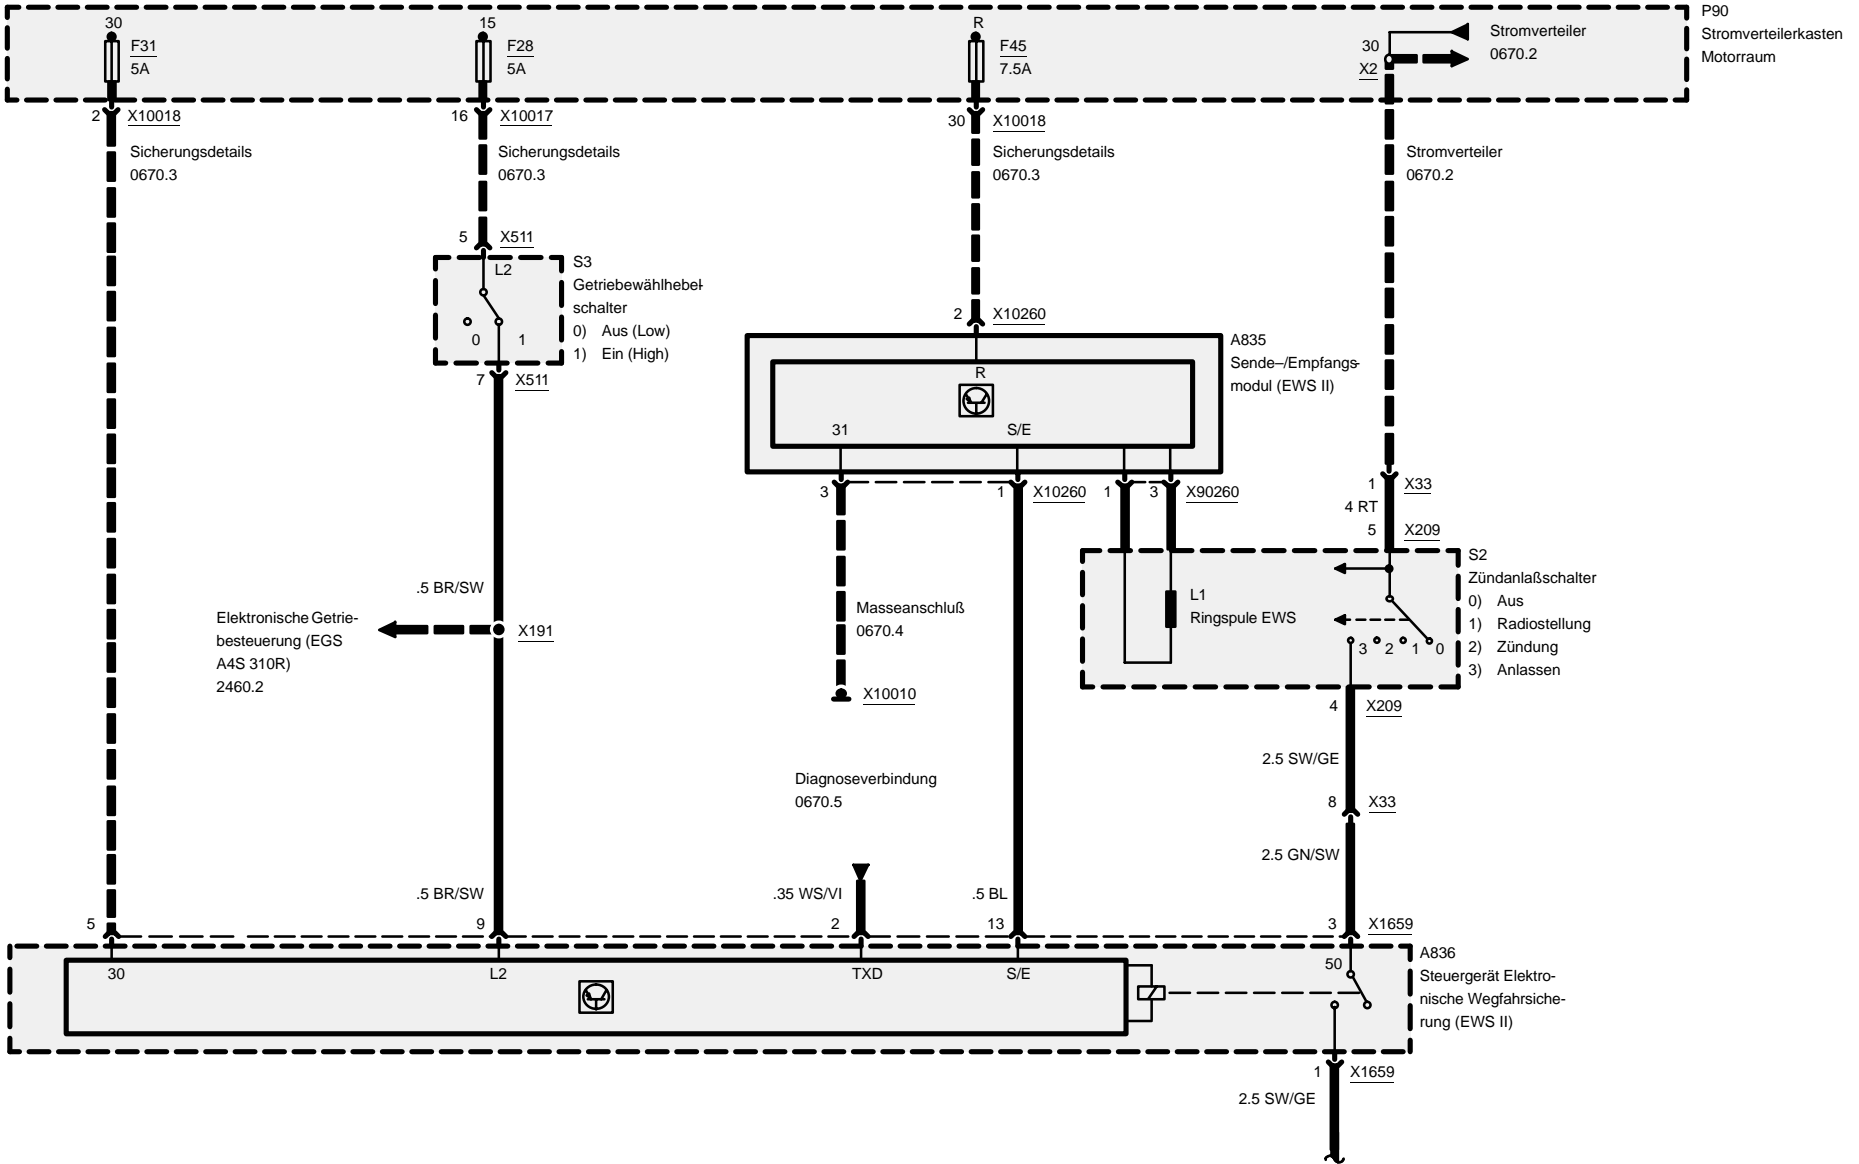 30
F31
5A
15
F28
5A
R
F45
7.5A
30
X2
Stromverteiler
0670.2
P90
Stromverteilerkasten
Motorraum
2
X10018
Sicherungsdetails
0670.3
16
X10017
Sicherungsdetails
0670.3
30
X10018
Sicherungsdetails
0670.3
Stromverteiler
0670.2
5
X511
L2
0
1
S3
Getriebewählhebel-
schalter
0) Aus (Low)
1) Ein (High)
7
X511
2
X10260
A835
Sende–/Empfangs-
modul (EWS II)
R
31
S/E
3
1
X10260
1
3
X90260
1
X33
4 RT
5
X209
S2
Zündanlaßschalter
0) Aus
1) Radiostellung
2) Zündung
3) Anlassen
L1
Ringspule EWS
3
2
1
0
.5 BR/SW
Elektronische Getrie-
besteuerung (EGS
A4S 310R)
2460.2
X191
Masseanschluß
0670.4
X10010
4
X209
2.5 SW/GE
Diagnoseverbindung
0670.5
8
X33
2.5 GN/SW
.5 BR/SW
.35 WS/VI
.5 BL
5
9
2
13
3
X1659
30
L2
TXD
S/E
50
A836
Steuergerät Elektro-
nische Wegfahrsiche-
rung (EWS II)
1
X1659
2.5 SW/GE